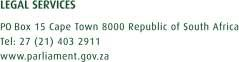 LEGAL SERVICES
PO Box 15 Cape Town 8000 Republic of South Africa
Tel: 27 (21) 403 2911
www.parliament.gov.za